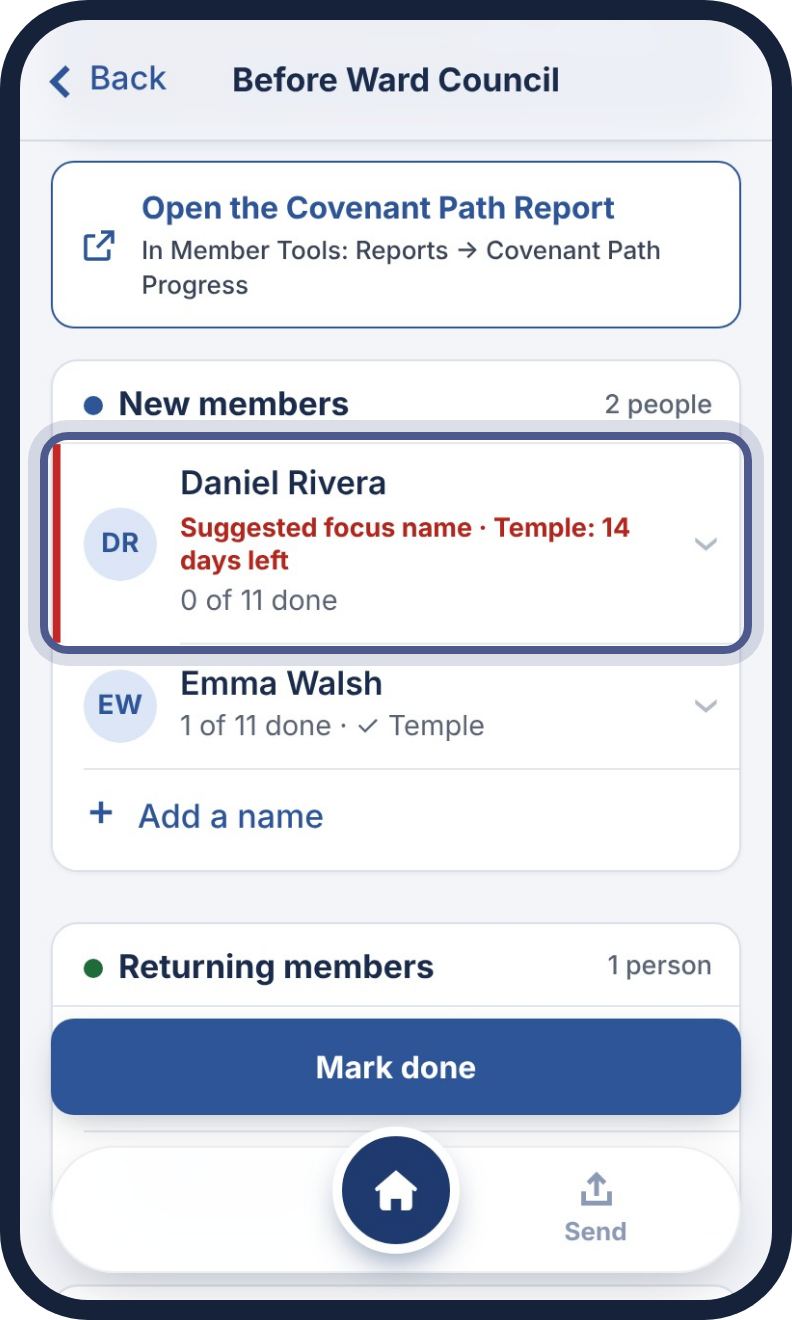 Back
Before Ward Council
Open the Covenant Path Report
In Member Tools: Reports → Covenant Path
Progress
New members
2 people
DR
Daniel Rivera
Suggested focus name · Temple: 14
days left
0 of 11 done
EW
Emma Walsh
1 of 11 done · ✓ Temple
+ Add a name
Returning members
1 person
Mark done
Send